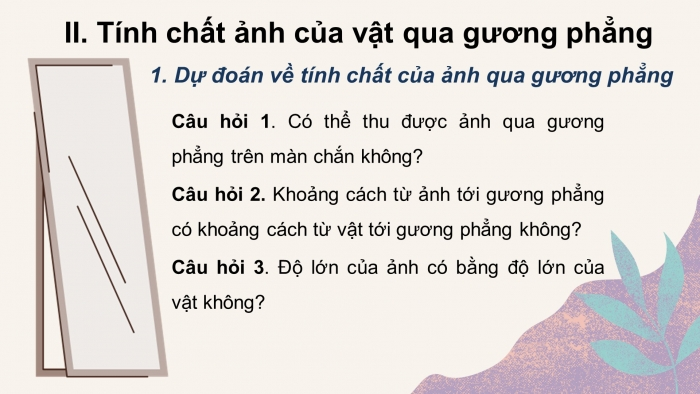 II. Tính chất ảnh của vật qua gương phẳng
1. Dự đoán về tính chất của ảnh qua gương phẳng
Câu hỏi 1. Có thể thu được ảnh qua gương
phẳng trên màn chắn không?
Câu hỏi 2. Khoảng cách từ ảnh tới gương phẳng
có khoảng cách từ vật tới gương phẳng không?
Câu hỏi 3. Độ lớn của ảnh có bằng độ lớn của
vật không?